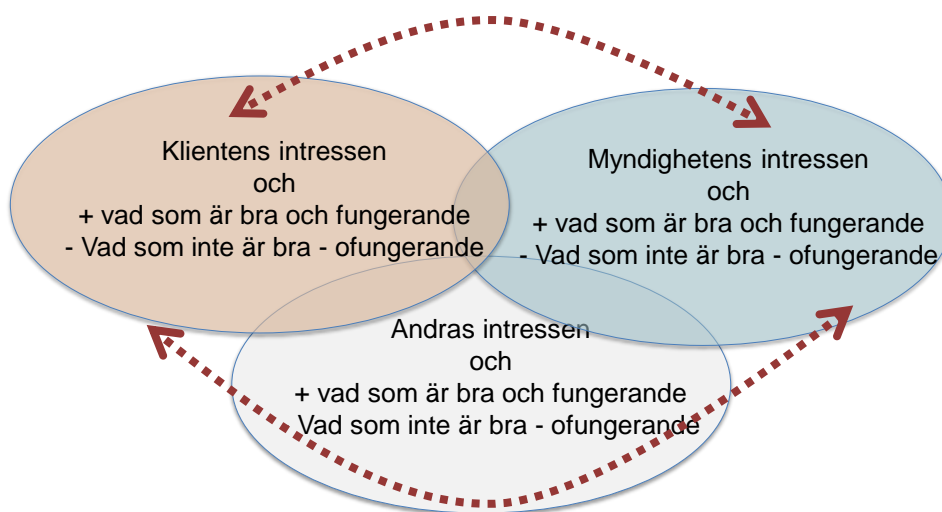 Klientens intressen
och
+ vad som är bra och fungerande
- Vad som inte är bra - ofungerande
Myndighetens intressen
och
+ vad som är bra och fungerande
- Vad som inte är bra - ofungerande
Andras intressen
och
+ vad som är bra och fungerande
Vad som inte är bra - ofungerande